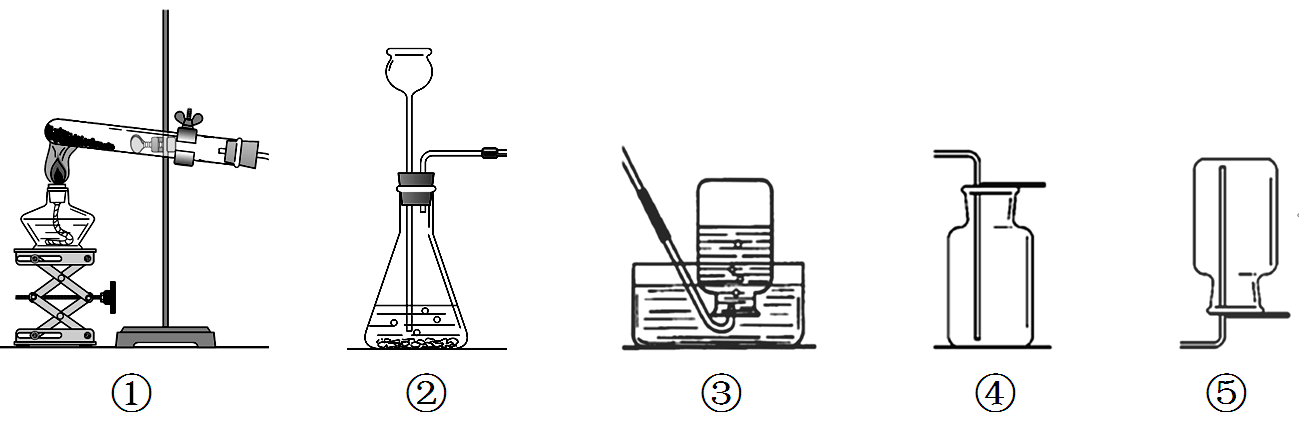 ① ② ③ ④ ⑤